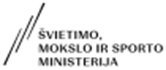 ŠVIETIMO,
MOKSLO IR SPORTO
MINISTERIJA